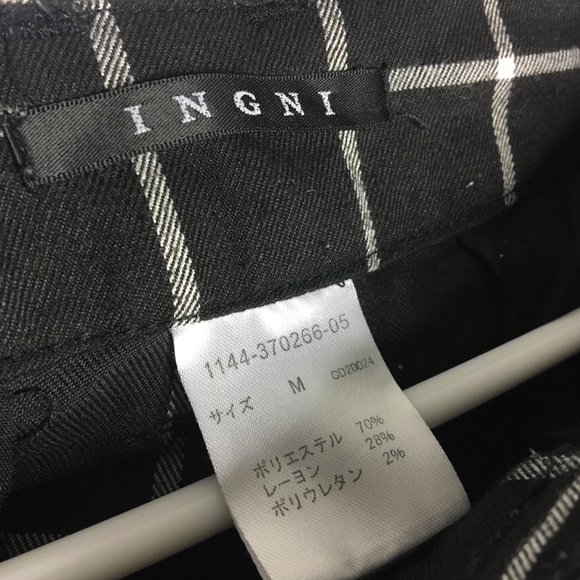 INGNI
1144-370266-05
サイズ M CD20024
ポリエステル 70%
レーヨン 28%
ポリウレタン 2%